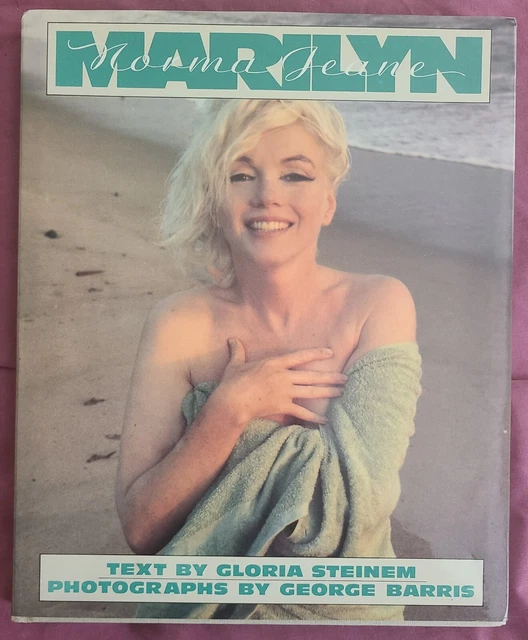 MARILYN
Norma Jeane
TEXT BY GLORIA STEINEM
PHOTOGRAPHS BY GEORGE BARRIS